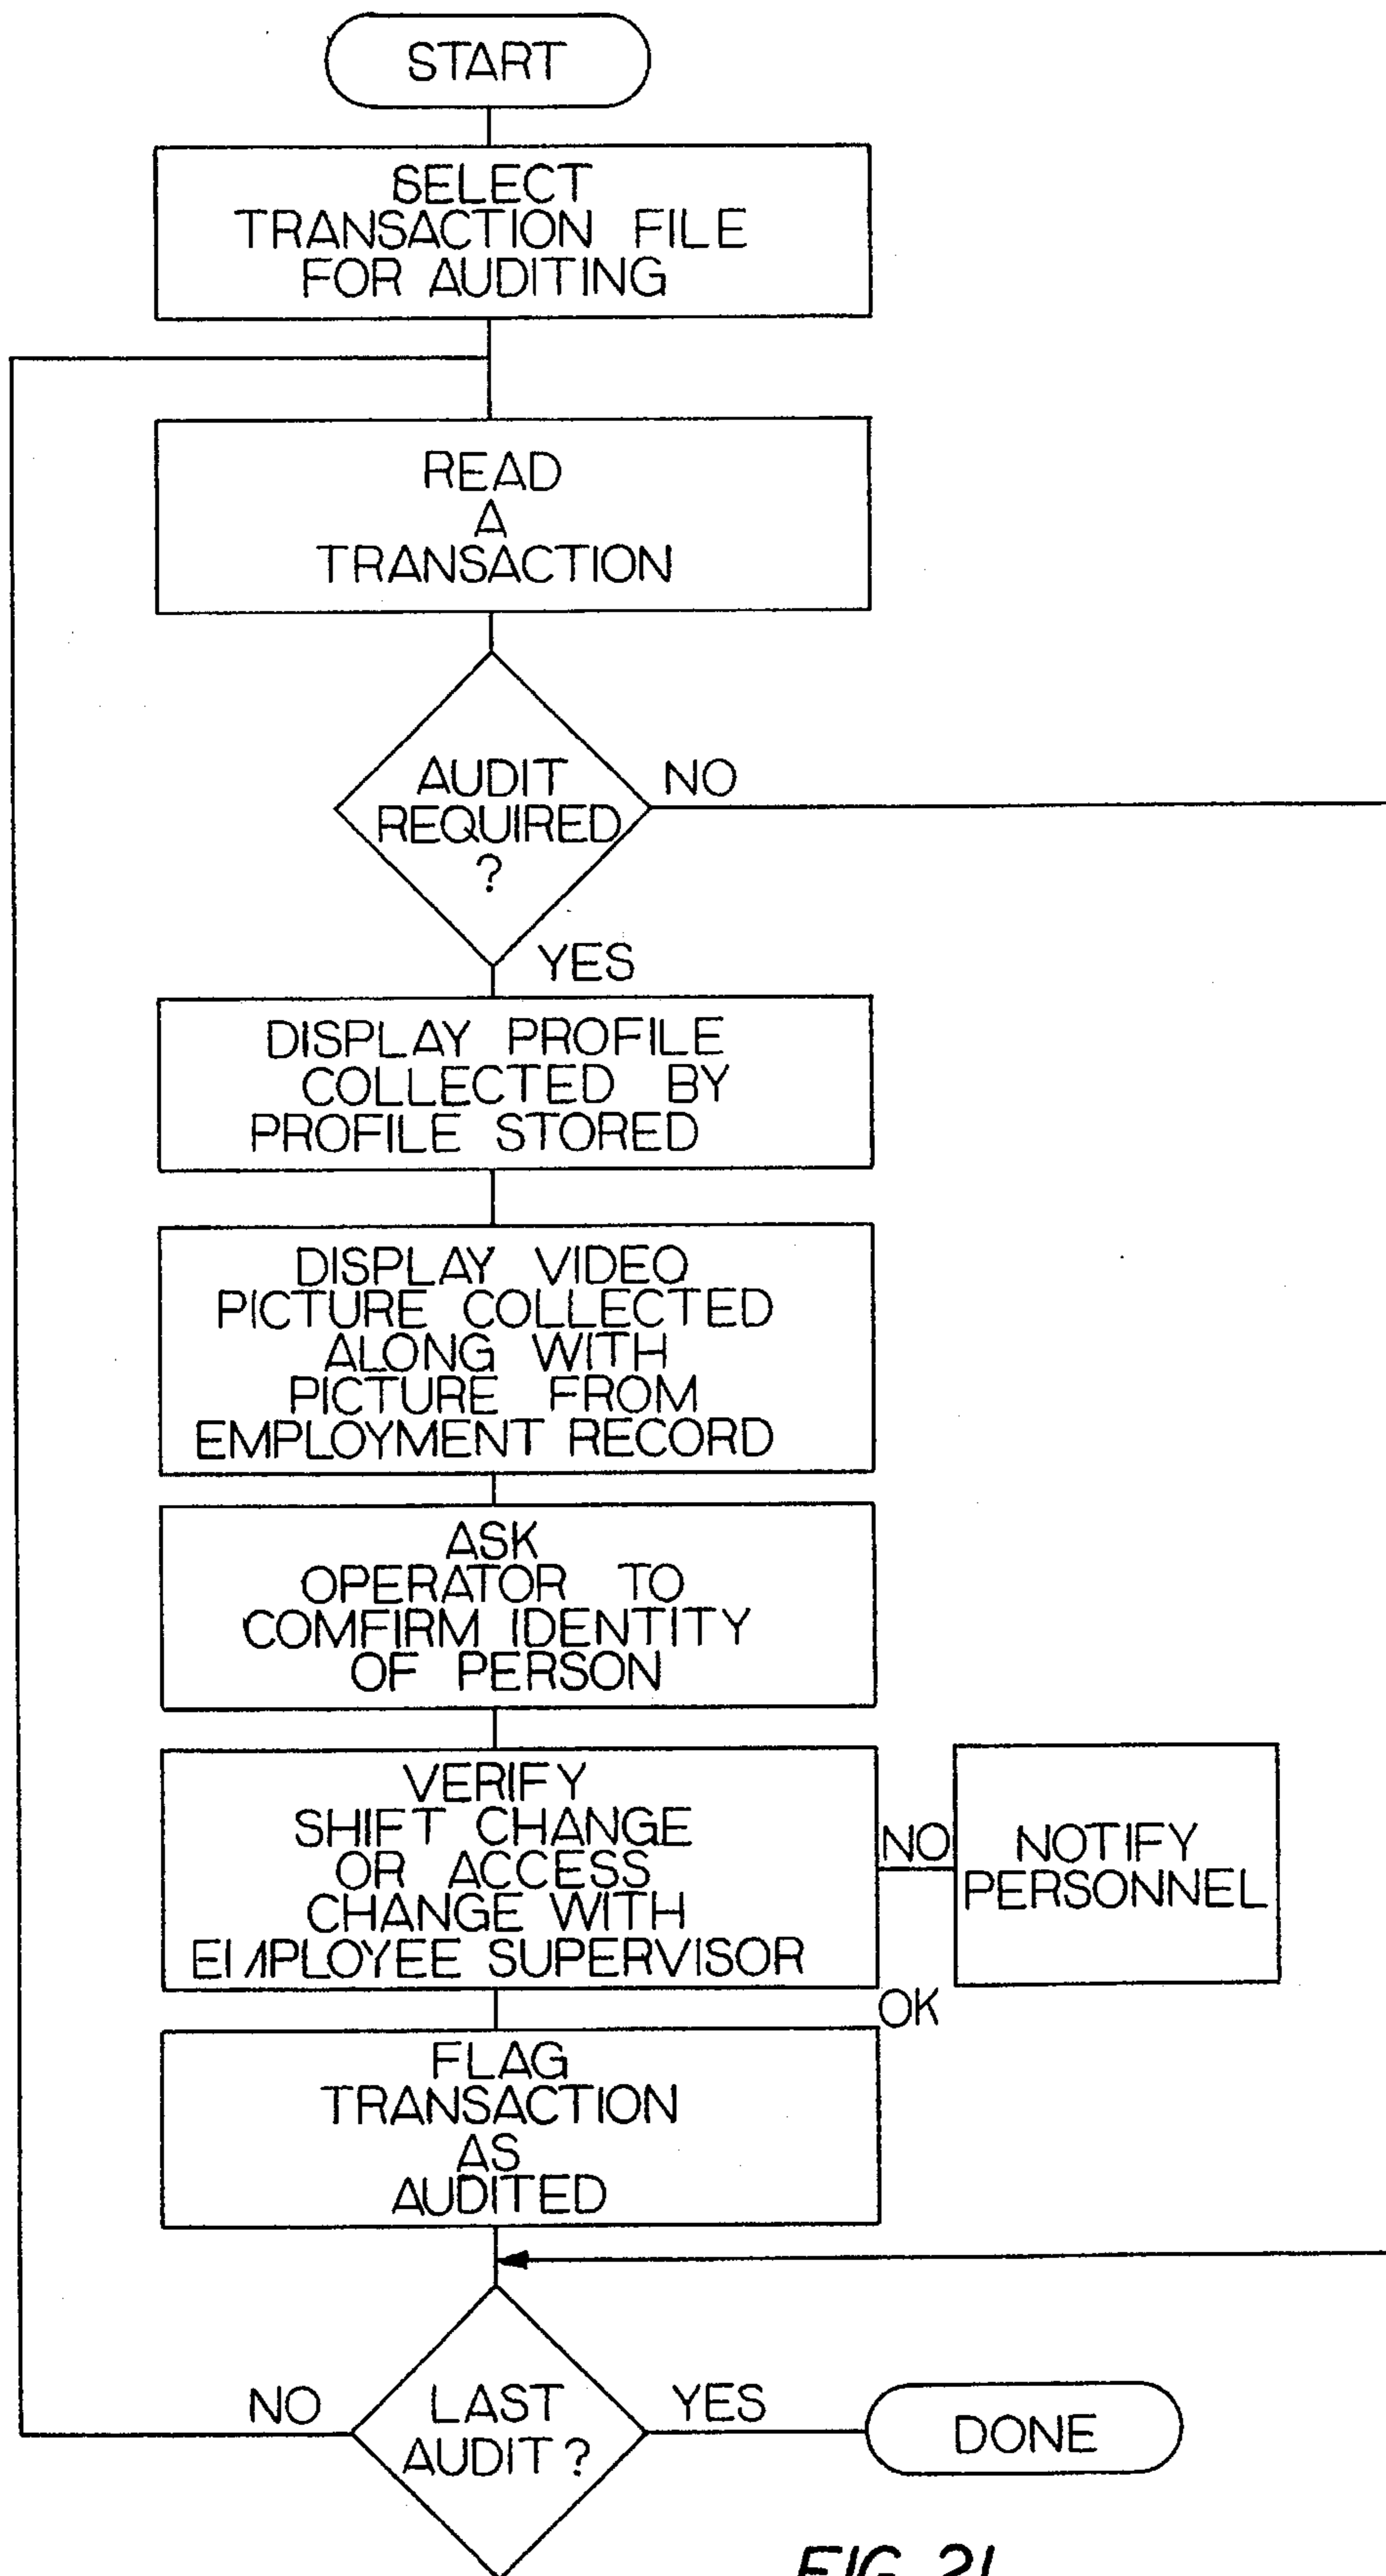 START
SELECT
TRANSACTION FILE
FOR AUDITING
READ
A
TRANSACTION
AUDIT
REQUIRED
?
NO
YES
DISPLAY PROFILE
COLLECTED BY
PROFILE STORED
DISPLAY VIDEO
PICTURE COLLECTED
ALONG WITH
PICTURE FROM
EMPLOYMENT RECORD
ASK
OPERATOR TO
COMFIRM IDENTITY
OF PERSON
VERIFY
SHIFT CHANGE
OR ACCESS
CHANGE WITH
EMPLOYEE SUPERVISOR
NO
NOTIFY
PERSONNEL
OK
FLAG
TRANSACTION
AS
AUDITED
LAST
AUDIT?
NO
YES
DONE
FIG. 21